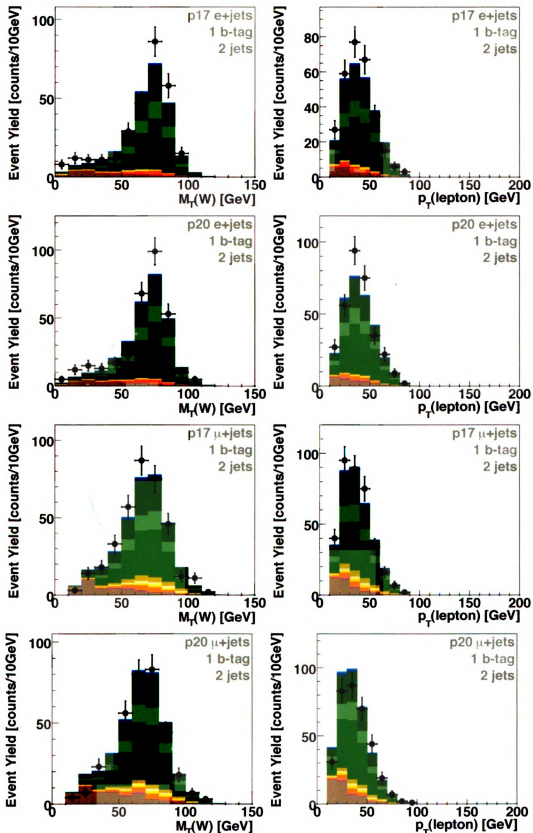 p17 e+jets
1 b-tag
2 jets
Event Yield [counts/10GeV]
100
50
0
0 50 100 150
M_T(W) [GeV]
p17 e+jets
1 b-tag
2 jets
Event Yield [counts/10GeV]
80
60
40
20
0
0 50 100 150 200
p_T(lepton) [GeV]
p20 e+jets
1 b-tag
2 jets
Event Yield [counts/10GeV]
100
50
0
0 50 100 150
M_T(W) [GeV]
p20 e+jets
1 b-tag
2 jets
Event Yield [counts/10GeV]
100
50
0
0 50 100 150 200
p_T(lepton) [GeV]
p17 μ+jets
1 b-tag
2 jets
Event Yield [counts/10GeV]
100
50
0
0 50 100 150
M_T(W) [GeV]
p17 μ+jets
1 b-tag
2 jets
Event Yield [counts/10GeV]
100
50
0
0 50 100 150 200
p_T(lepton) [GeV]
p20 μ+jets
1 b-tag
2 jets
Event Yield [counts/10GeV]
100
50
0
0 50 100 150
M_T(W) [GeV]
p20 μ+jets
1 b-tag
2 jets
Event Yield [counts/10GeV]
100
50
0
0 50 100 150 200
p_T(lepton) [GeV]